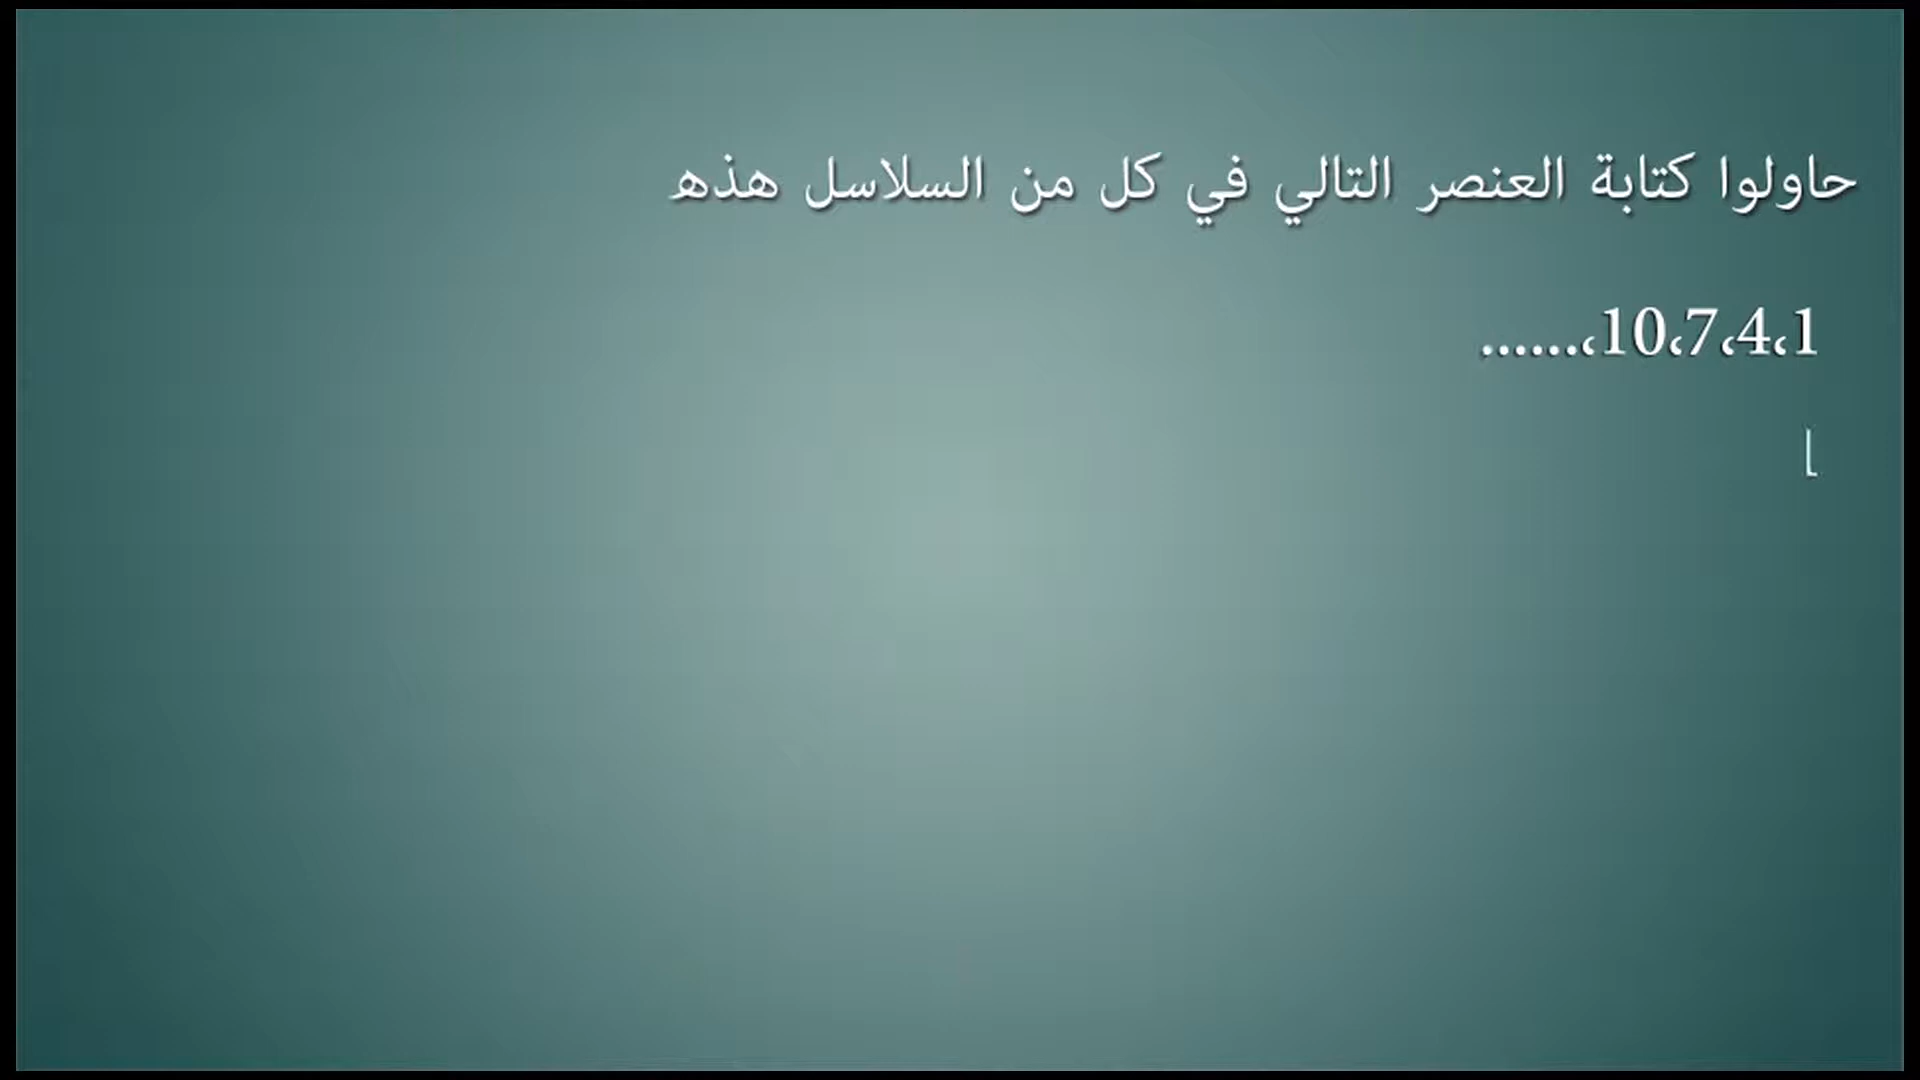 حاولوا كتابة العنصر التالي في كل من السلاسل هذه
1،4،7،10،......